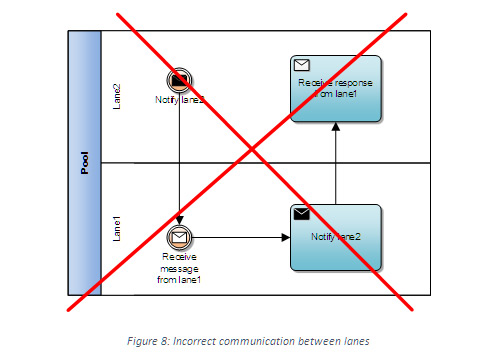 Pool
Lane2
Notify lane2
Receive response
from lane1
Lane1
Receive
message
from lane1
Notify lane2
Figure 8: Incorrect communication between lanes